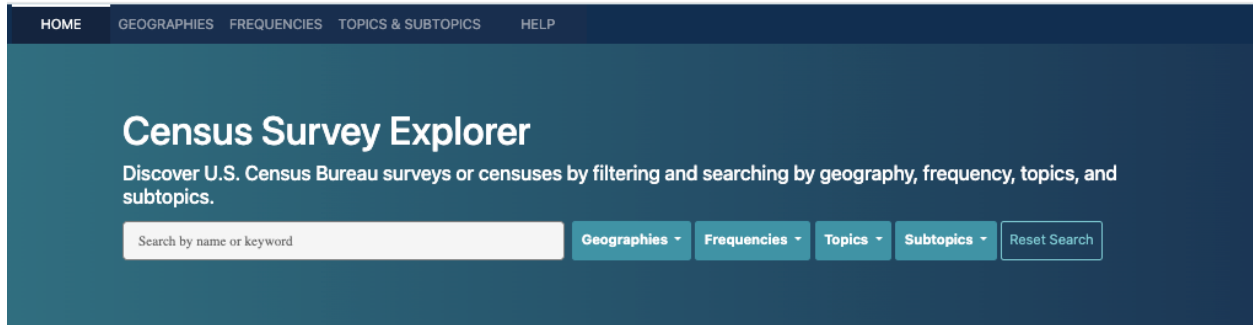 HOME GEOGRAPHIES FREQUENCIES TOPICS & SUBTOPICS HELP
Census Survey Explorer
Discover U.S. Census Bureau surveys or censuses by filtering and searching by geography, frequency, topics, and
subtopics.
Search by name or keyword Geographies Frequencies Topics Subtopics Reset Search